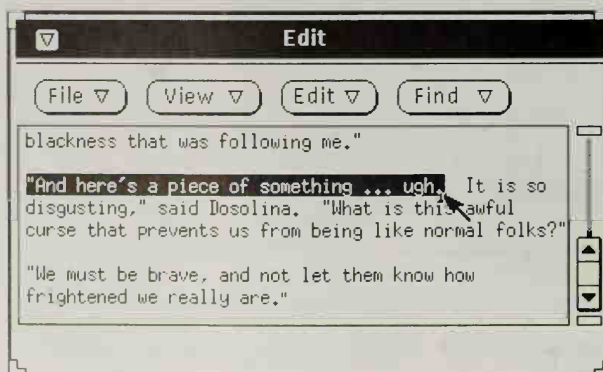 Edit
File View Edit Find
blackness that was following me."
"And here's a piece of something ... ugh. It is so
disgusting," said Dosolina. "What is this awful
curse that prevents us from being like normal folks?"
"We must be brave, and not let them know how
frightened we really are."